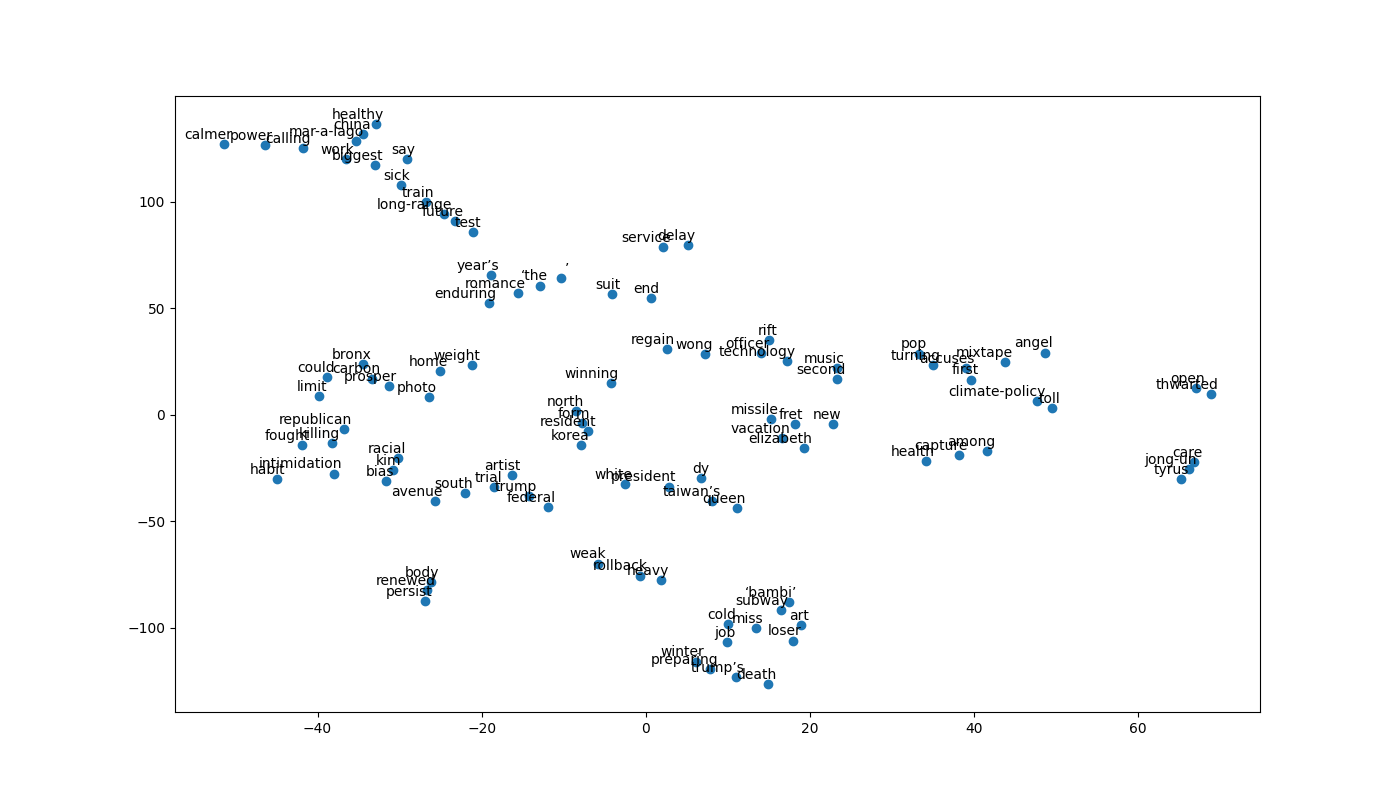 healthy
china
mar-a-lago
calmer
power
calling
work
biggest
say
sick
train
long-range
future
test
service
delay
year’s
‘the
’
romance
enduring
suit
end
rift
regain
wong
officer
technology
pop
turning
accuses
mixtape
angel
bronx
home
weight
music
second
first
could
carbon
prosper
winning
open
thwarted
limit
photo
climate-policy
toll
north
form
resident
korea
missile
fret
new
vacation
elizabeth
republican
fought
killing
health
capture
among
racial
kim
bias
intimidation
habit
care
jong-un
tyrus
artist
trial
trump
federal
south
avenue
white
president
dy
taiwan’s
queen
weak
rollback
heavy
body
renewed
persist
‘bambi’
subway
cold
miss
art
job
loser
winter
preparing
trump’s
death
100
50
0
−50
−100
−40
−20
0
20
40
60